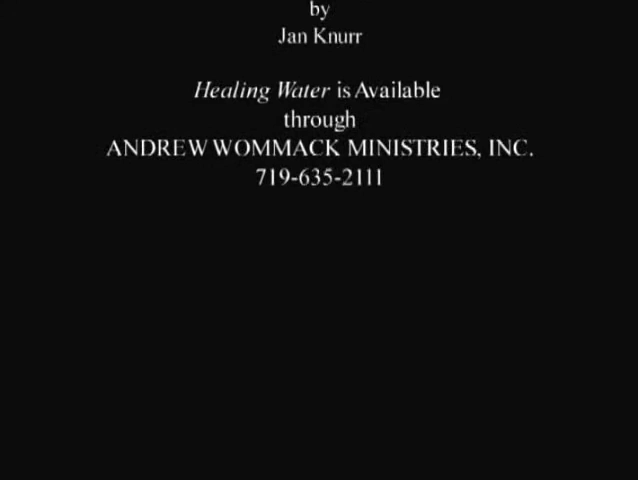 by
Jan Knurr
Healing Water is Available
through
ANDREW WOMMACK MINISTRIES, INC.
719-635-2111